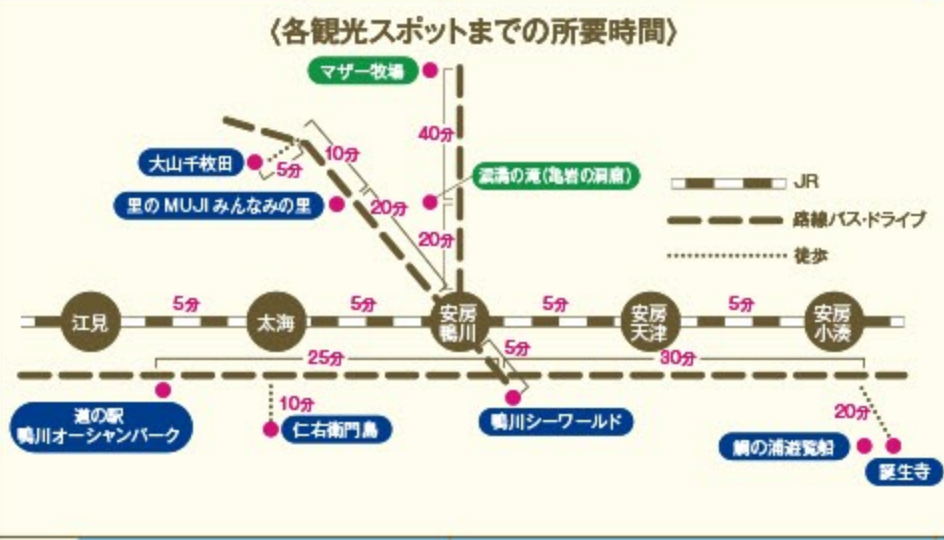 〈各観光スポットまでの所要時間〉
マザー牧場
40分
大山千枚田
5分
10分
里のMUJIみんなみの里
20分
濃溝の滝(亀岩の洞窟)
20分
JR
路線バス・ドライブ
徒歩
江見
5分
太海
5分
安房
鴨川
5分
安房
天津
5分
安房
小湊
25分
5分
30分
道の駅
鴨川オーシャンパーク
10分
仁右衛門島
鴨川シーワールド
20分
鯛の浦遊覧船
誕生寺